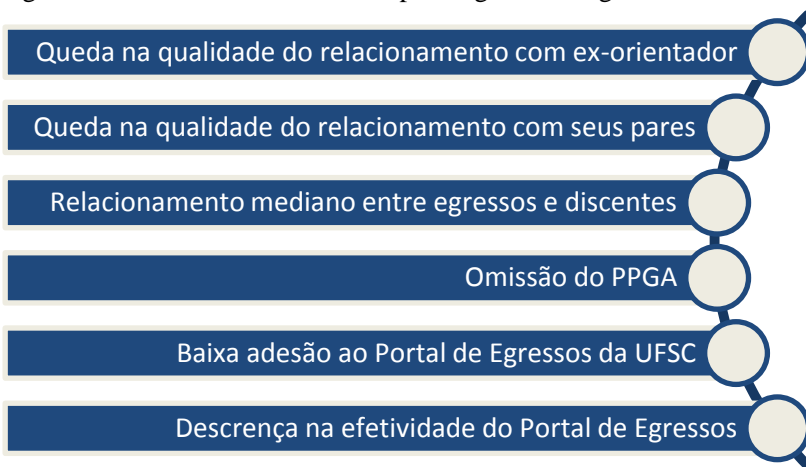 Queda na qualidade do relacionamento com ex-orientador
Queda na qualidade do relacionamento com seus pares
Relacionamento mediano entre egressos e discentes
Omissão do PPGA
Baixa adesão ao Portal de Egressos da UFSC
Descrença na efetividade do Portal de Egressos